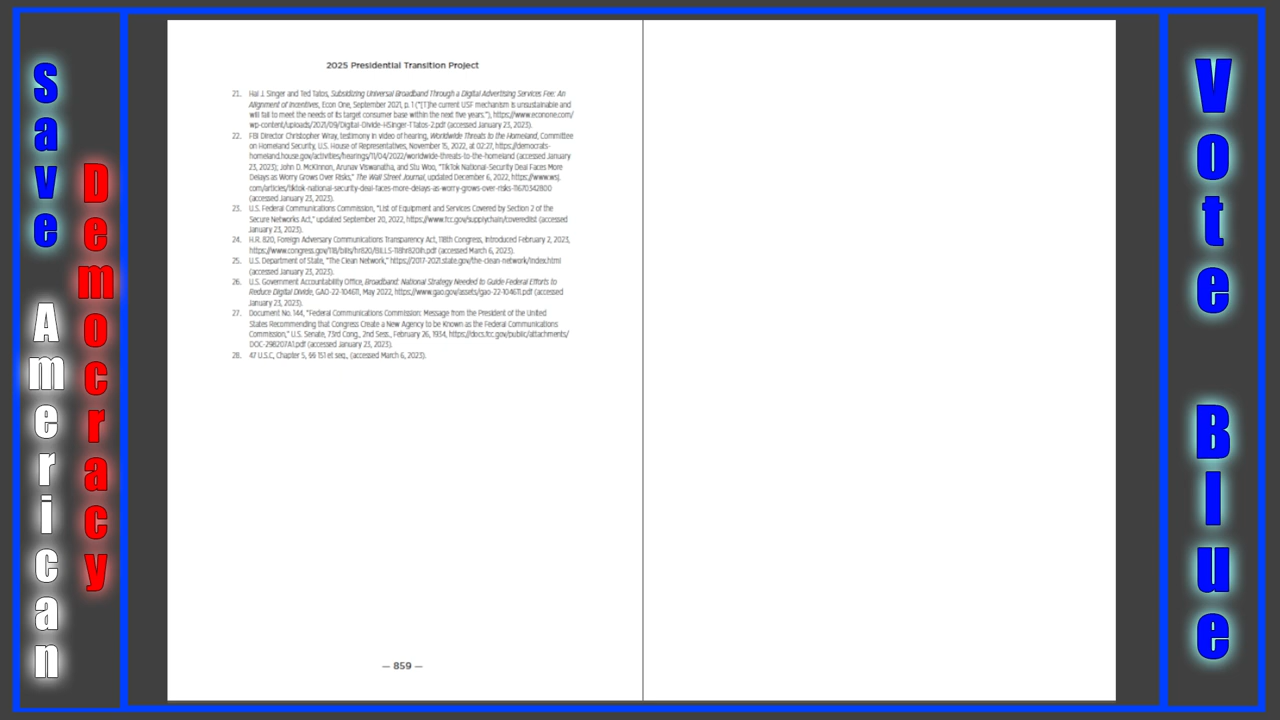 Save
American
Democracy
2025 Presidential Transition Project
21. Hal J. Singer and Ted Tatos, Subsidizing Universal Broadband Through a Digital Advertising Services Fee: An
Alignment of Incentives, Econ One, September 2021, p. 1 ("[T]he current USF mechanism is unsustainable and
will fail to meet the needs of its target consumer base within the next five years."), https://www.econone.com/
wp-content/uploads/2021/09/Digital-Divide-HSinger-TTatos-2.pdf (accessed January 23, 2023).
22. FBI Director Christopher Wray, testimony in video of hearing, Worldwide Threats to the Homeland, Committee
on Homeland Security, U.S. House of Representatives, November 15, 2022, at 02:27, https://democrats-
homeland.house.gov/activities/hearings/11/04/2022/worldwide-threats-to-the-homeland (accessed January
23, 2023); John D. McKinnon, Aruna Viswanatha, and Stu Woo, "TikTok National-Security Deal Faces More
Delays as Worry Grows Over Risks," The Wall Street Journal, updated December 6, 2022, https://www.wsj.
com/articles/tiktok-national-security-deal-faces-more-delays-as-worry-grows-over-risks-11670342800
(accessed January 23, 2023).
23. U.S. Federal Communications Commission, "List of Equipment and Services Covered by Section 2 of the
Secure Networks Act," updated September 20, 2022, https://www.fcc.gov/supplychain/coveredlist (accessed
January 23, 2023).
24. H.R. 820, Foreign Adversary Communications Transparency Act, 118th Congress, introduced February 2, 2023,
https://www.congress.gov/118/bills/hr820/BILLS-118hr820ih.pdf (accessed March 6, 2023).
25. U.S. Department of State, "The Clean Network," https://2017-2021.state.gov/the-clean-network/index.html
(accessed January 23, 2023).
26. U.S. Government Accountability Office, Broadband: National Strategy Needed to Guide Federal Efforts to
Reduce Digital Divide, GAO-22-104611, May 2022, https://www.gao.gov/assets/gao-22-104611.pdf (accessed
January 23, 2023).
27. Document No. 144, "Federal Communications Commission: Message from the President of the United
States Recommending that Congress Create a New Agency to be Known as the Federal Communications
Commission," U.S. Senate, 73rd Cong., 2nd Sess., February 26, 1934, https://docs.fcc.gov/public/attachments/
DOC-298207A1.pdf (accessed January 23, 2023).
28. 47 U.S.C, Chapter 5, §§ 151 et seq., (accessed March 6, 2023).
— 859 —
Vote
Blue